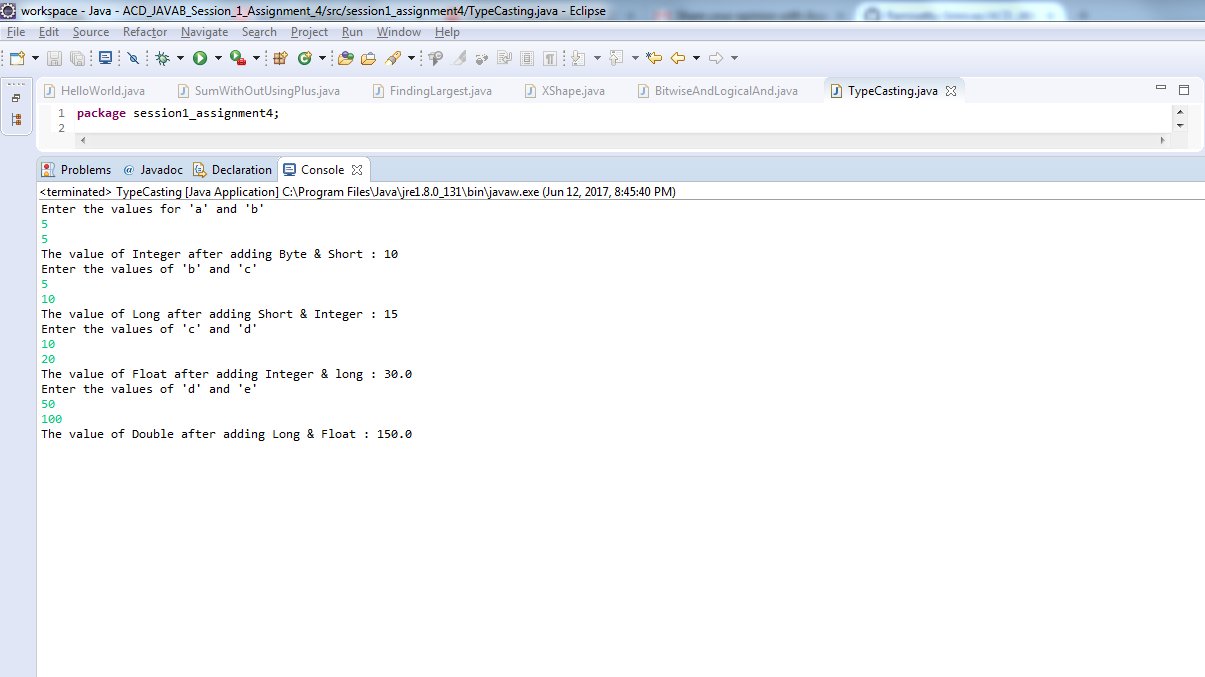 workspace - Java - ACD_JAVAB_Session_1_Assignment_4/src/session1_assignment4/TypeCasting.java - Eclipse
File Edit Source Refactor Navigate Search Project Run Window Help
HelloWorld.java SumWithOutUsingPlus.java FindingLargest.java XShape.java BitwiseAndLogicalAnd.java TypeCasting.java
1 package session1_assignment4;
2
Problems @ Javadoc Declaration Console
<terminated> TypeCasting [Java Application] C:\Program Files\Java\jre1.8.0_131\bin\javaw.exe (Jun 12, 2017, 8:45:40 PM)
Enter the values for 'a' and 'b'
5
5
The value of Integer after adding Byte & Short : 10
Enter the values of 'b' and 'c'
5
10
The value of Long after adding Short & Integer : 15
Enter the values of 'c' and 'd'
10
20
The value of Float after adding Integer & long : 30.0
Enter the values of 'd' and 'e'
50
100
The value of Double after adding Long & Float : 150.0